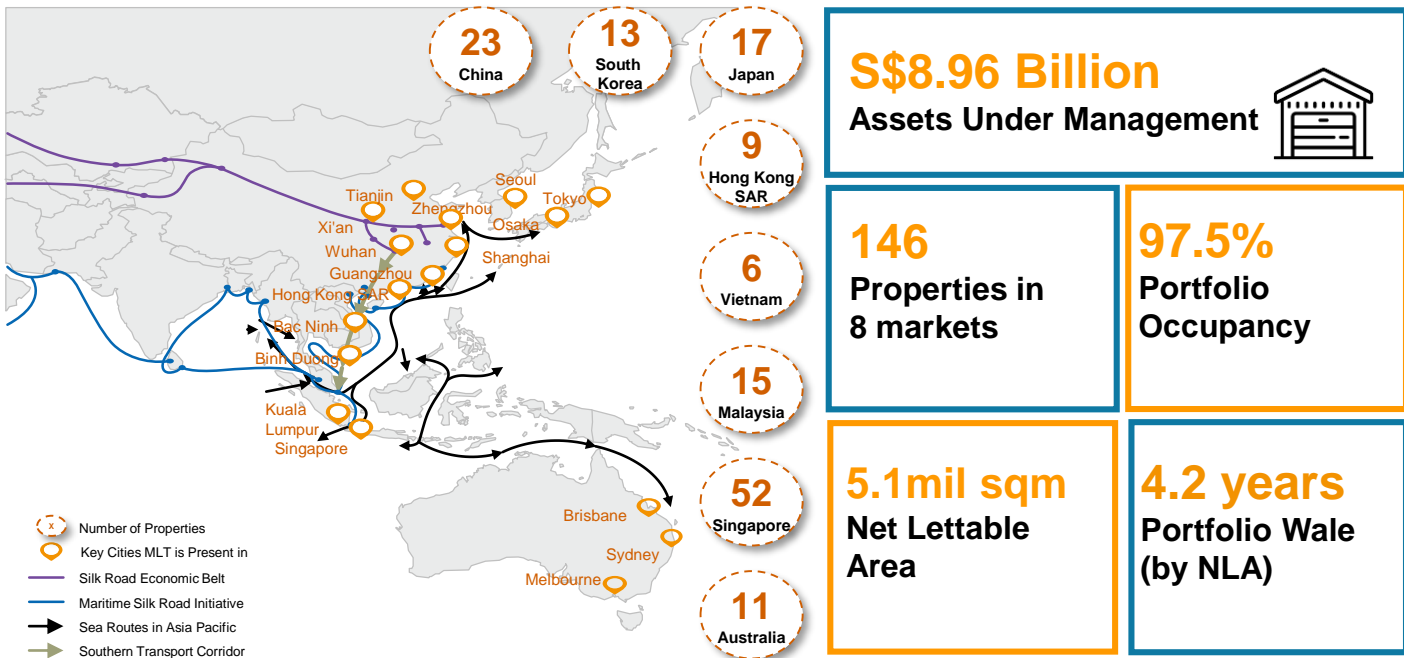 23
China
13
South
Korea
17
Japan
9
Hong Kong
SAR
6
Vietnam
15
Malaysia
52
Singapore
11
Australia
Tianjin
Zhengzhou
Seoul
Tokyo
Xi'an
Osaka
Wuhan
Shanghai
Guangzhou
Hong Kong SAR
Bac Ninh
Binh Duong
Kuala
Lumpur
Singapore
Brisbane
Sydney
Melbourne
x
Number of Properties
Key Cities MLT is Present in
Silk Road Economic Belt
Maritime Silk Road Initiative
Sea Routes in Asia Pacific
Southern Transport Corridor
S$8.96 Billion
Assets Under Management
146
Properties in
8 markets
97.5%
Portfolio
Occupancy
5.1mil sqm
Net Lettable
Area
4.2 years
Portfolio Wale
(by NLA)